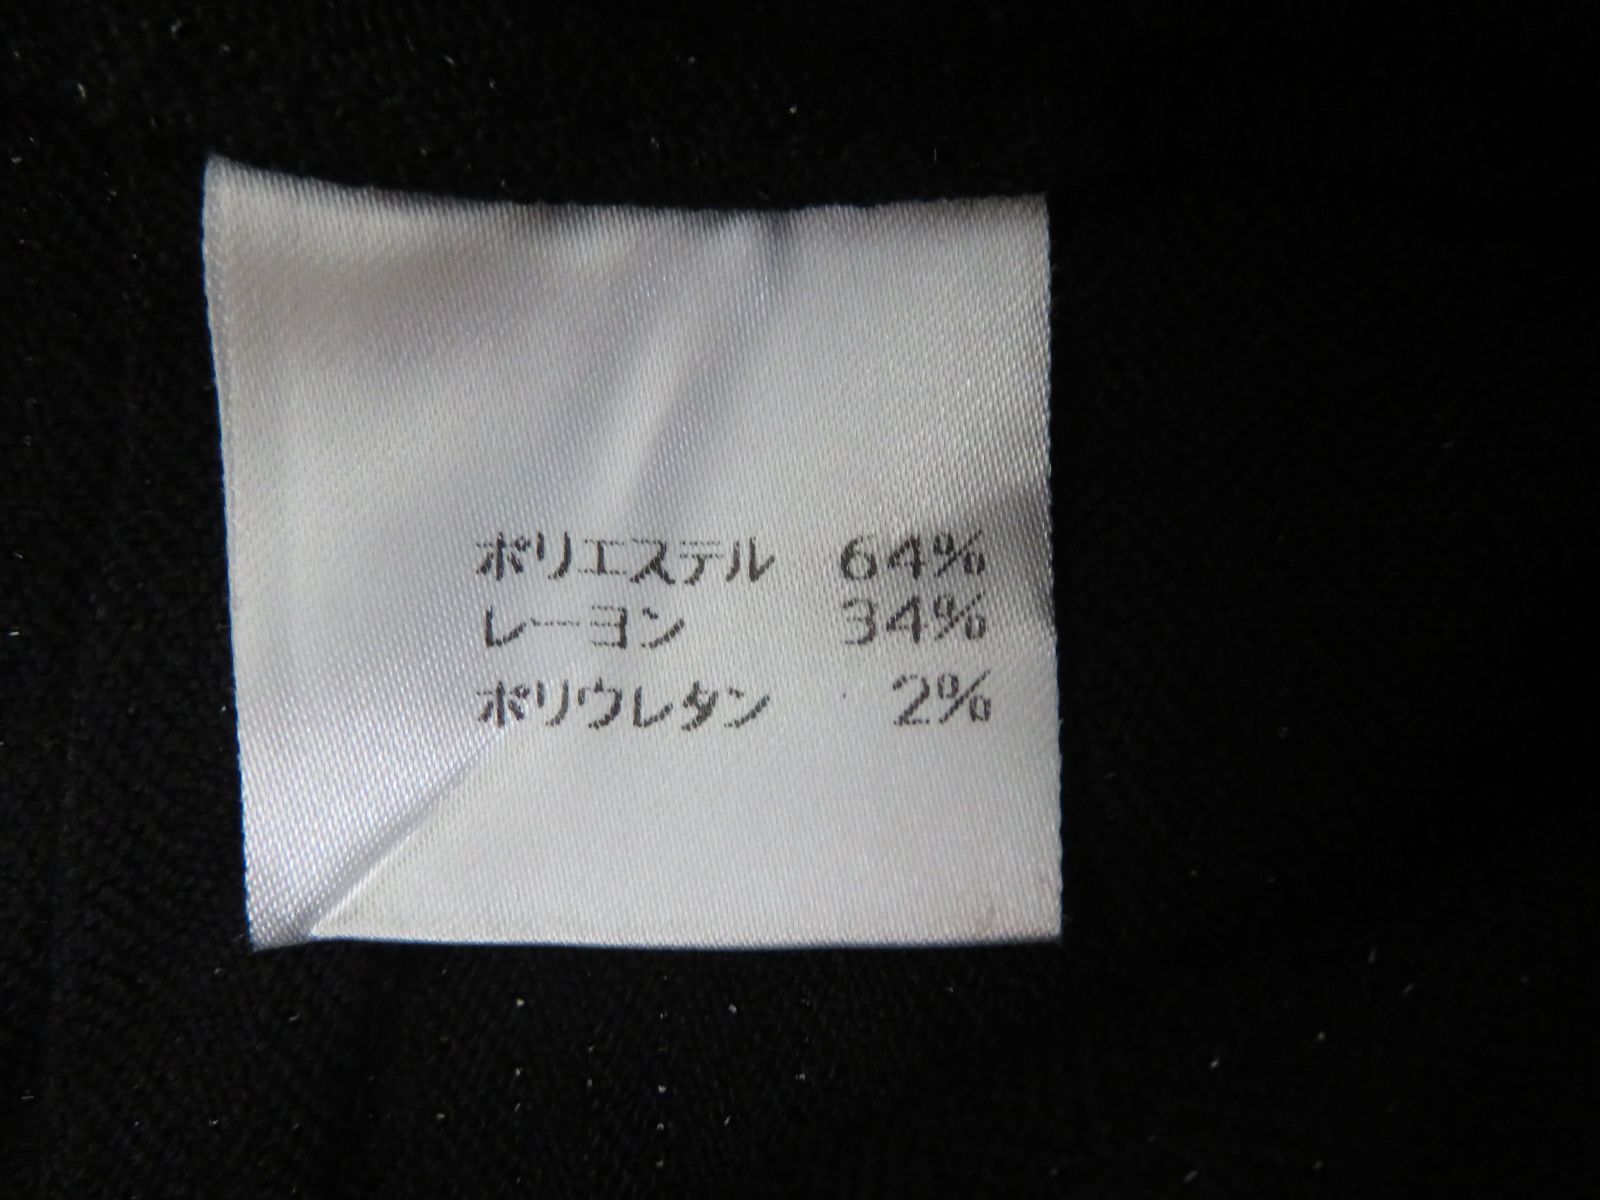 ポリエステル 64%
レーヨン 34%
ポリウレタン 2%